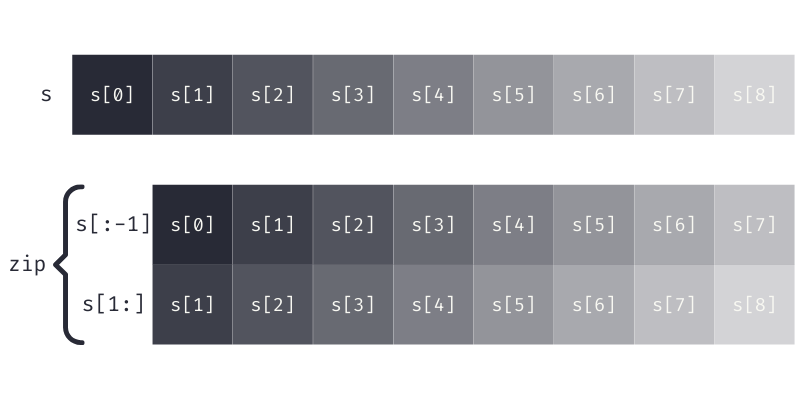 s s[0] s[1] s[2] s[3] s[4] s[5] s[6] s[7] s[8]
s[:-1] s[0] s[1] s[2] s[3] s[4] s[5] s[6] s[7]
zip
s[1:] s[1] s[2] s[3] s[4] s[5] s[6] s[7] s[8]